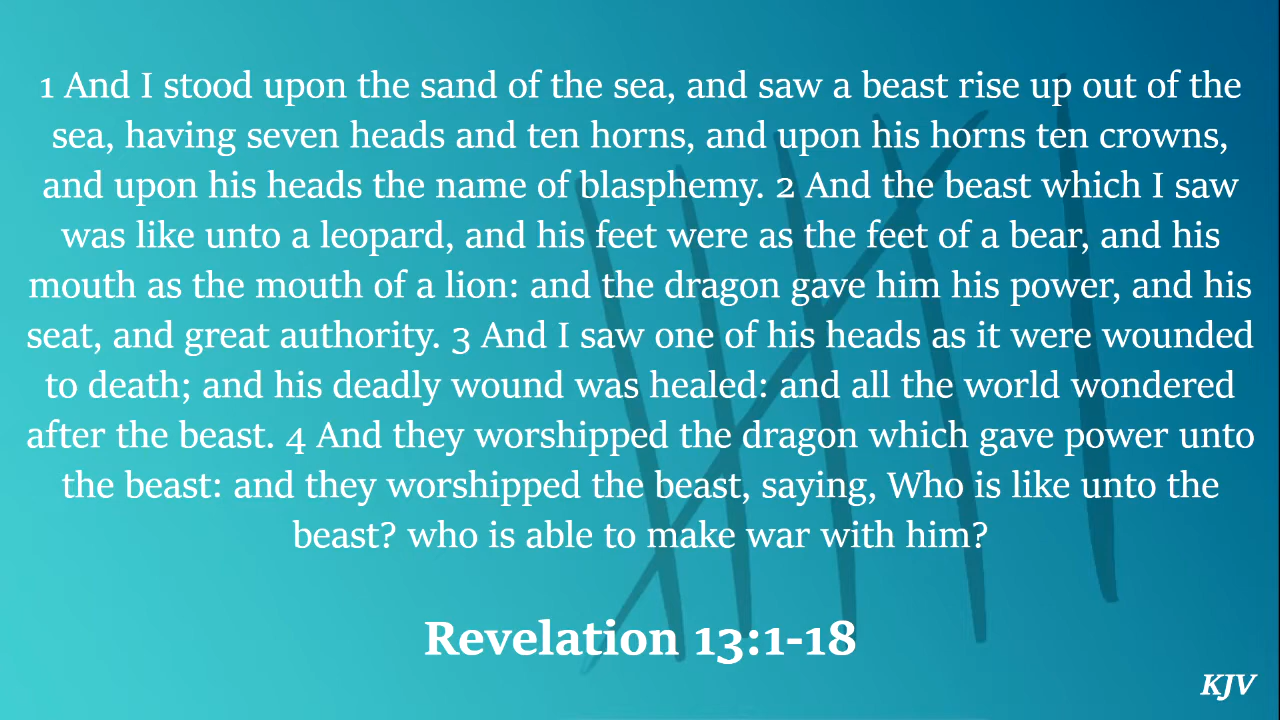 1 And I stood upon the sand of the sea, and saw a beast rise up out of the
sea, having seven heads and ten horns, and upon his horns ten crowns,
and upon his heads the name of blasphemy. 2 And the beast which I saw
was like unto a leopard, and his feet were as the feet of a bear, and his
mouth as the mouth of a lion: and the dragon gave him his power, and his
seat, and great authority. 3 And I saw one of his heads as it were wounded
to death; and his deadly wound was healed: and all the world wondered
after the beast. 4 And they worshipped the dragon which gave power unto
the beast: and they worshipped the beast, saying, Who is like unto the
beast? who is able to make war with him?
Revelation 13:1-18
KJV